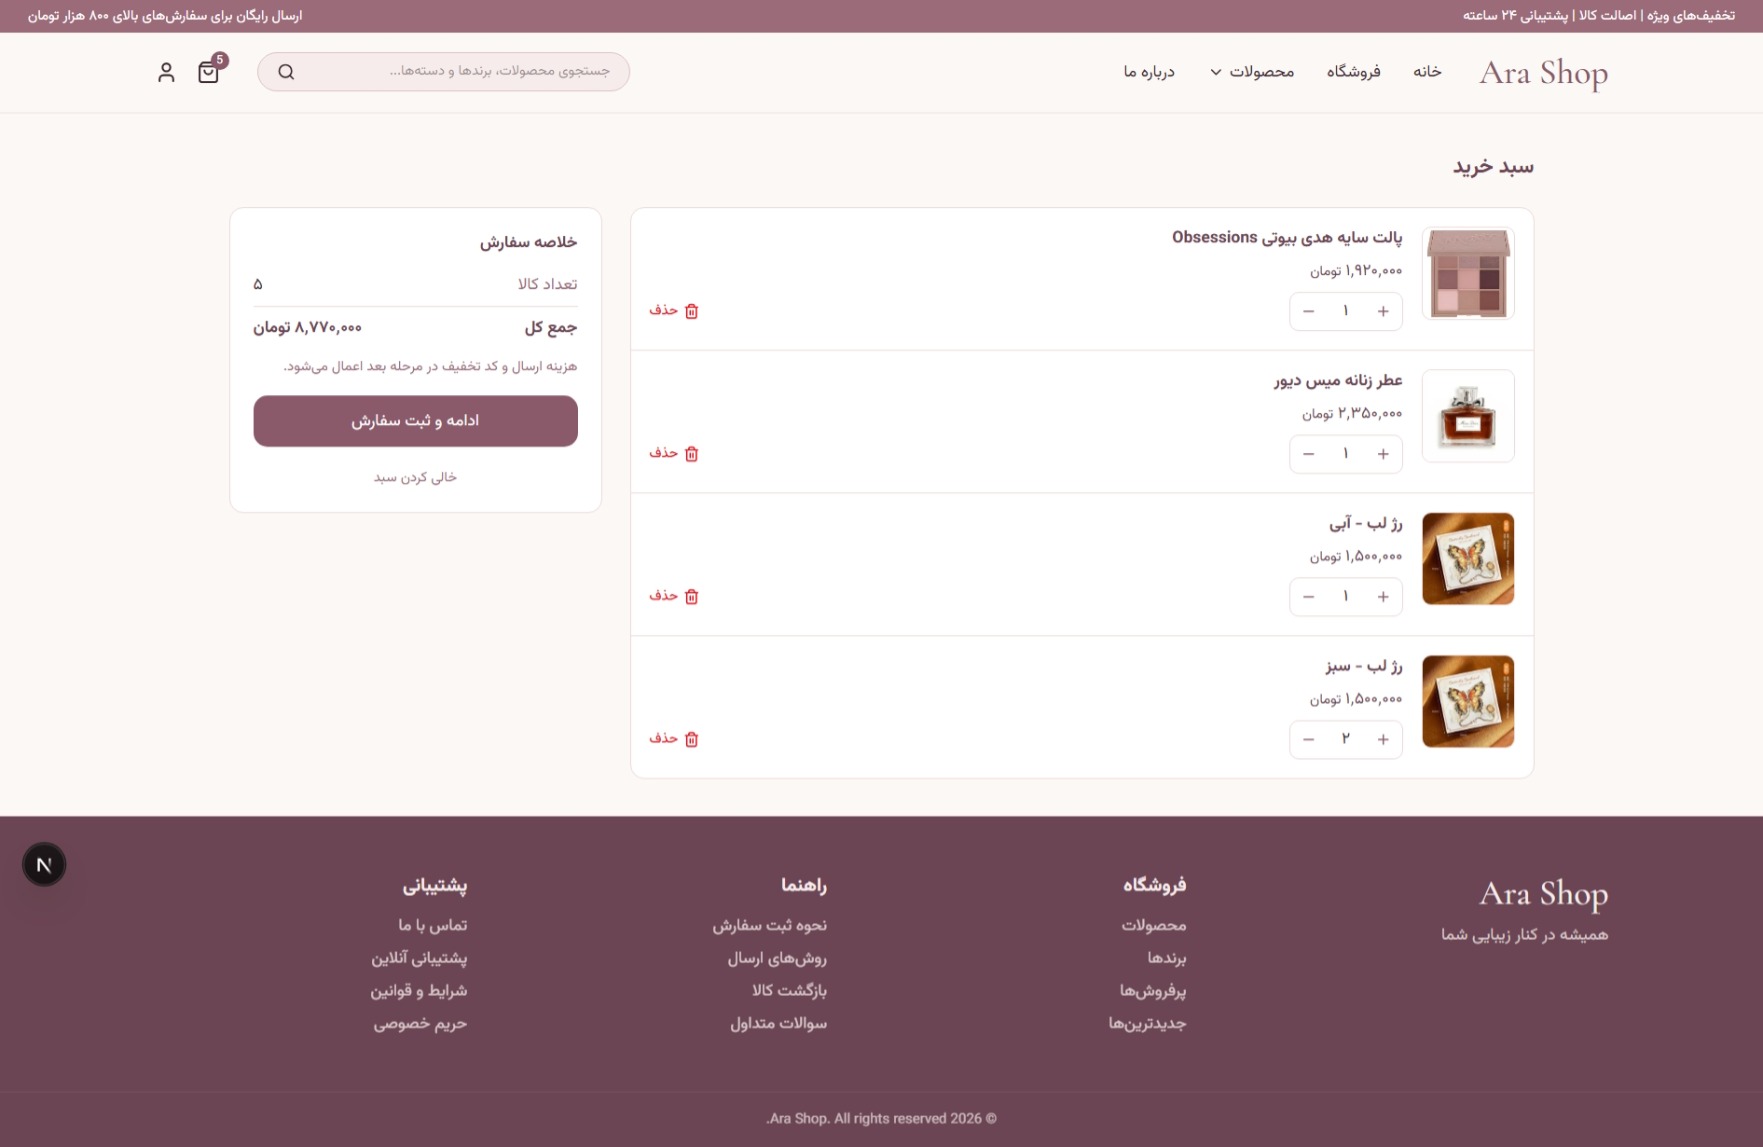 تخفیف‌های ویژه | اصالت کالا | پشتیبانی ۲۴ ساعته
ارسال رایگان برای سفارش‌های بالای ۸۰۰ هزار تومان
Ara Shop
خانه
فروشگاه
محصولات
درباره ما
جستجوی محصولات، برندها و دسته‌ها...
5
سبد خرید
پالت سایه هدی بیوتی Obsessions
۱,۹۲۰,۰۰۰ تومان
+ ۱ −
حذف
عطر زنانه میس دیور
۲,۳۵۰,۰۰۰ تومان
+ ۱ −
حذف
رژ لب - آبی
۱,۵۰۰,۰۰۰ تومان
+ ۱ −
حذف
رژ لب - سبز
۱,۵۰۰,۰۰۰ تومان
+ ۲ −
حذف
خلاصه سفارش
تعداد کالا ۵
جمع کل ۸,۷۷۰,۰۰۰ تومان
هزینه ارسال و کد تخفیف در مرحله بعد اعمال می‌شود.
ادامه و ثبت سفارش
خالی کردن سبد
Ara Shop
همیشه در کنار زیبایی شما
فروشگاه
محصولات
برندها
پرفروش‌ها
جدیدترین‌ها
راهنما
نحوه ثبت سفارش
روش‌های ارسال
بازگشت کالا
سوالات متداول
پشتیبانی
تماس با ما
پشتیبانی آنلاین
شرایط و قوانین
حریم خصوصی
N
© 2026 Ara Shop. All rights reserved.